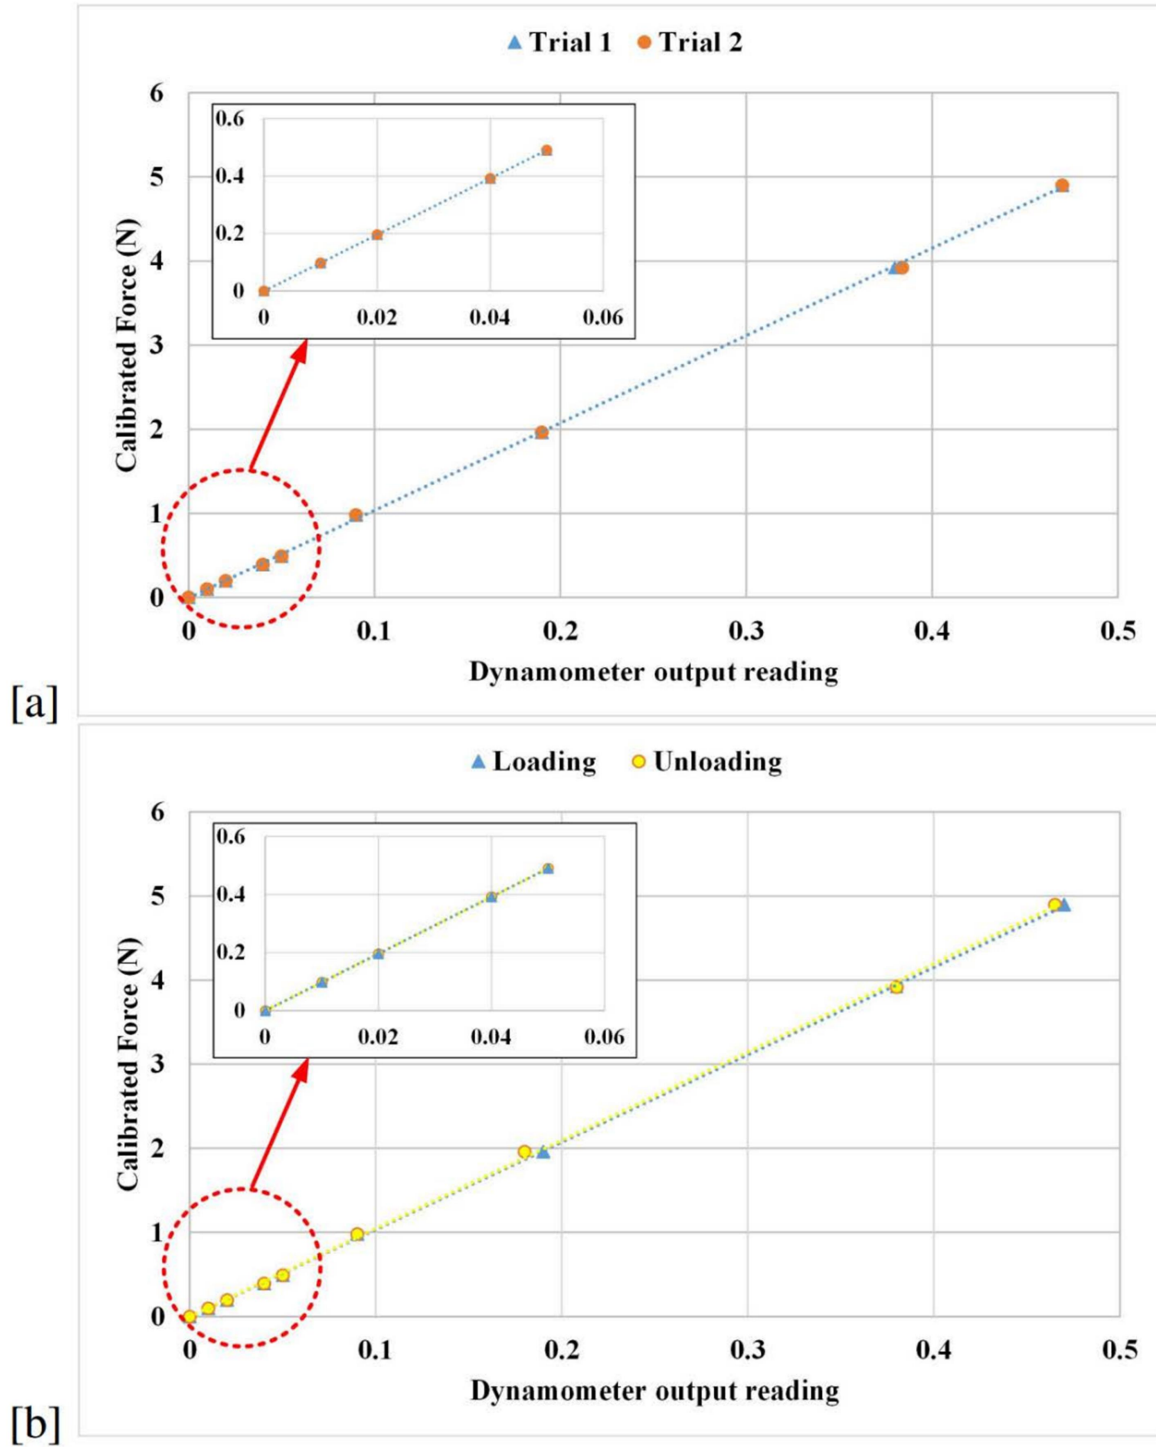 Trial 1 Trial 2
6
5
4
3
2
1
0
Calibrated Force (N)
0.6
0.4
0.2
0
0 0.02 0.04 0.06
0 0.1 0.2 0.3 0.4 0.5
Dynamometer output reading
[a]
Loading Unloading
6
5
4
3
2
1
0
Calibrated Force (N)
0.6
0.4
0.2
0
0 0.02 0.04 0.06
0 0.1 0.2 0.3 0.4 0.5
Dynamometer output reading
[b]